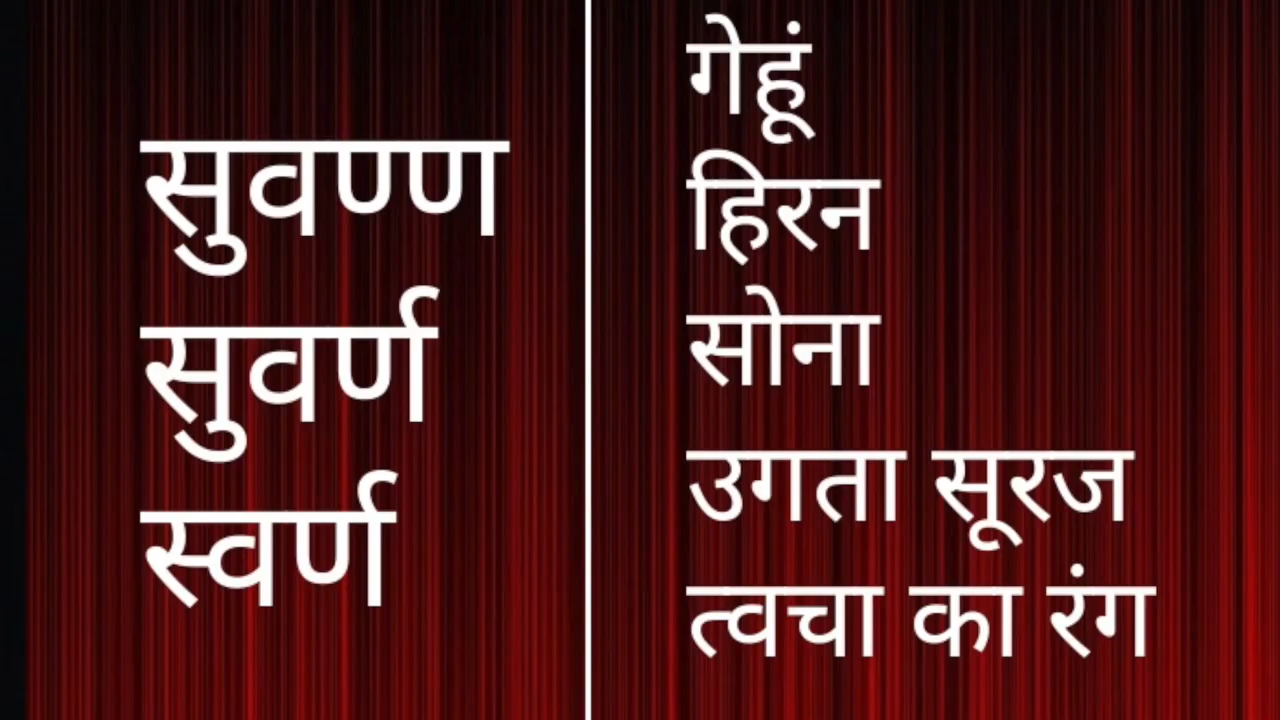 सुवण्ण
सुवर्ण
स्वर्ण
गेहूं
हिरन
सोना
उगता सूरज
त्वचा का रंग